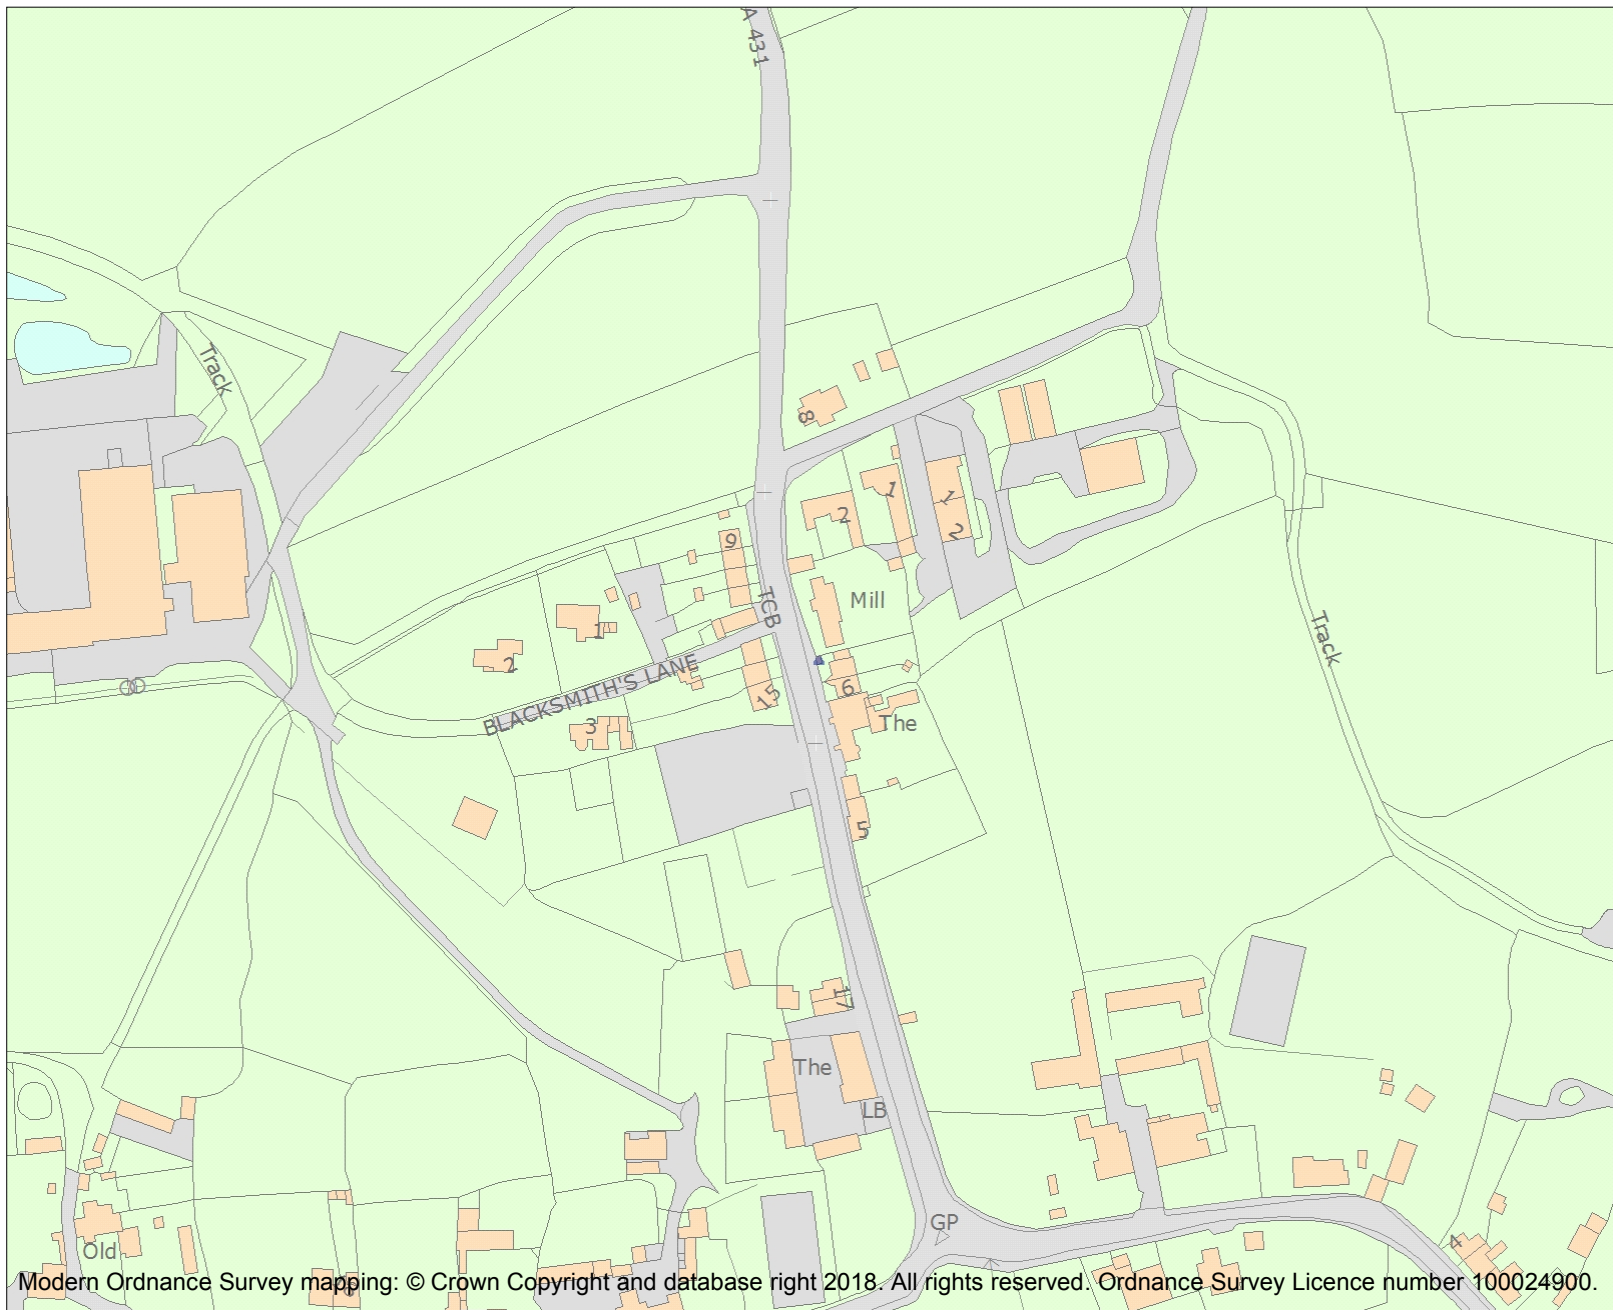 A 431
Track
8
1
2
1
2
9
TCB
Mill
1
2
BLACKSMITH'S LANE
15
6
3
The
5
Track
17
The
LB
GP
Old
4
Modern Ordnance Survey mapping: © Crown Copyright and database right 2018. All rights reserved. Ordnance Survey Licence number 100024900.